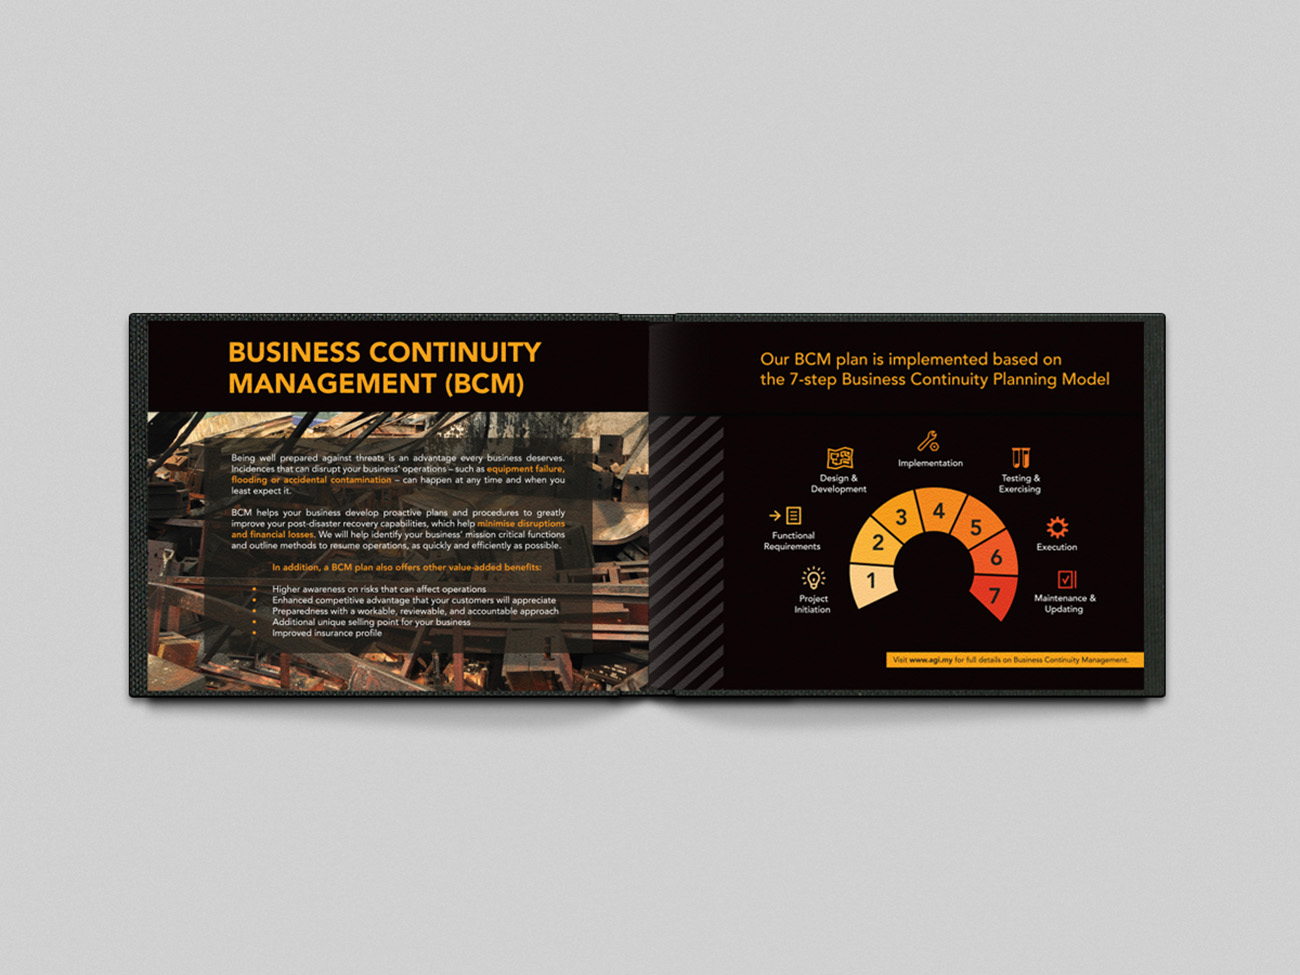 BUSINESS CONTINUITY
MANAGEMENT (BCM)
Being well prepared against threats is an advantage every business deserves.
Incidences that can disrupt your business' operations – such as equipment failure,
flooding or accidental contamination – can happen at any time and when you
least expect it.
BCM helps your business develop proactive plans and procedures to greatly
improve your post-disaster recovery capabilities, which help minimise disruptions
and financial losses. We will help identify your business' mission critical functions
and outline methods to resume operations, as quickly and efficiently as possible.
In addition, a BCM plan also offers other value-added benefits:
• Higher awareness on risks that can affect operations
• Enhanced competitive advantage that your customers will appreciate
• Preparedness with a workable, reviewable, and accountable approach
• Additional unique selling point for your business
• Improved insurance profile
Our BCM plan is implemented based on
the 7-step Business Continuity Planning Model
1
Project
Initiation
2
Functional
Requirements
3
Design &
Development
4
Implementation
5
Testing &
Exercising
6
Execution
7
Maintenance &
Updating
Visit www.agi.my for full details on Business Continuity Management.